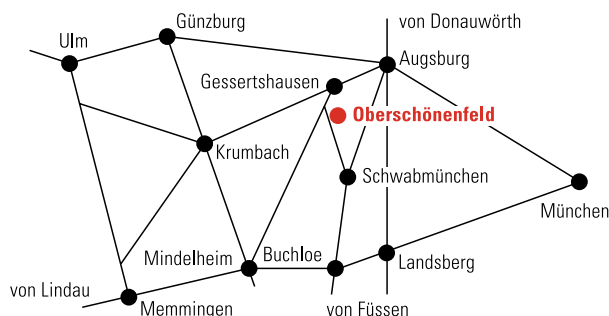 von Donauwörth
Günzburg
Ulm
Augsburg
Gessertshausen
Oberschönenfeld
Krumbach
Schwabmünchen
München
Mindelheim
Buchloe
Landsberg
von Lindau
Memmingen
von Füssen